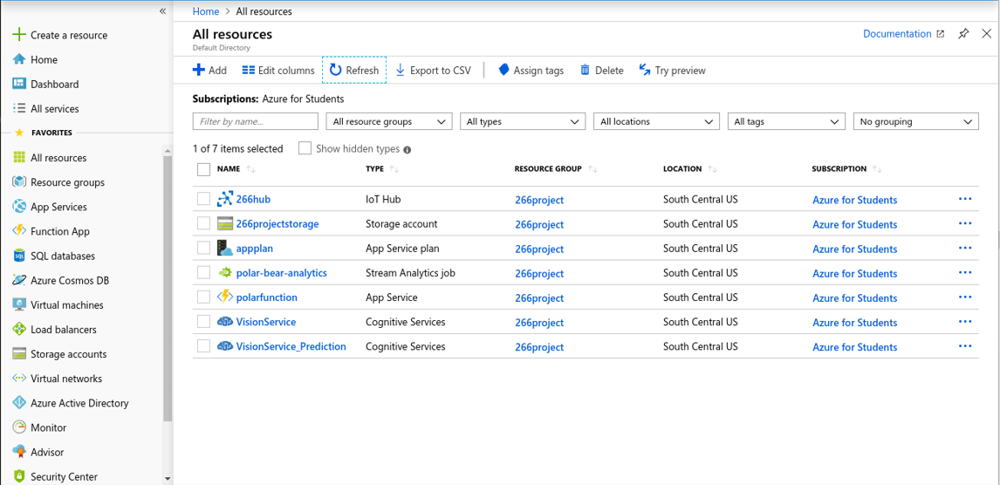 «
Home > All resources
Create a resource
Home
Dashboard
All services
FAVORITES
All resources
Resource groups
App Services
Function App
SQL databases
Azure Cosmos DB
Virtual machines
Load balancers
Storage accounts
Virtual networks
Azure Active Directory
Monitor
Advisor
Security Center
All resources
Default Directory
Documentation
Add Edit columns Refresh Export to CSV Assign tags Delete Try preview
Subscriptions: Azure for Students
Filter by name... All resource groups All types All locations All tags No grouping
1 of 7 items selected Show hidden types
NAME TYPE RESOURCE GROUP LOCATION SUBSCRIPTION
266hub IoT Hub 266project South Central US Azure for Students ...
266projectstorage Storage account 266project South Central US Azure for Students ...
appplan App Service plan 266project South Central US Azure for Students ...
polar-bear-analytics Stream Analytics job 266project South Central US Azure for Students ...
polarfunction App Service 266project South Central US Azure for Students ...
VisionService Cognitive Services 266project South Central US Azure for Students ...
VisionService_Prediction Cognitive Services 266project South Central US Azure for Students ...